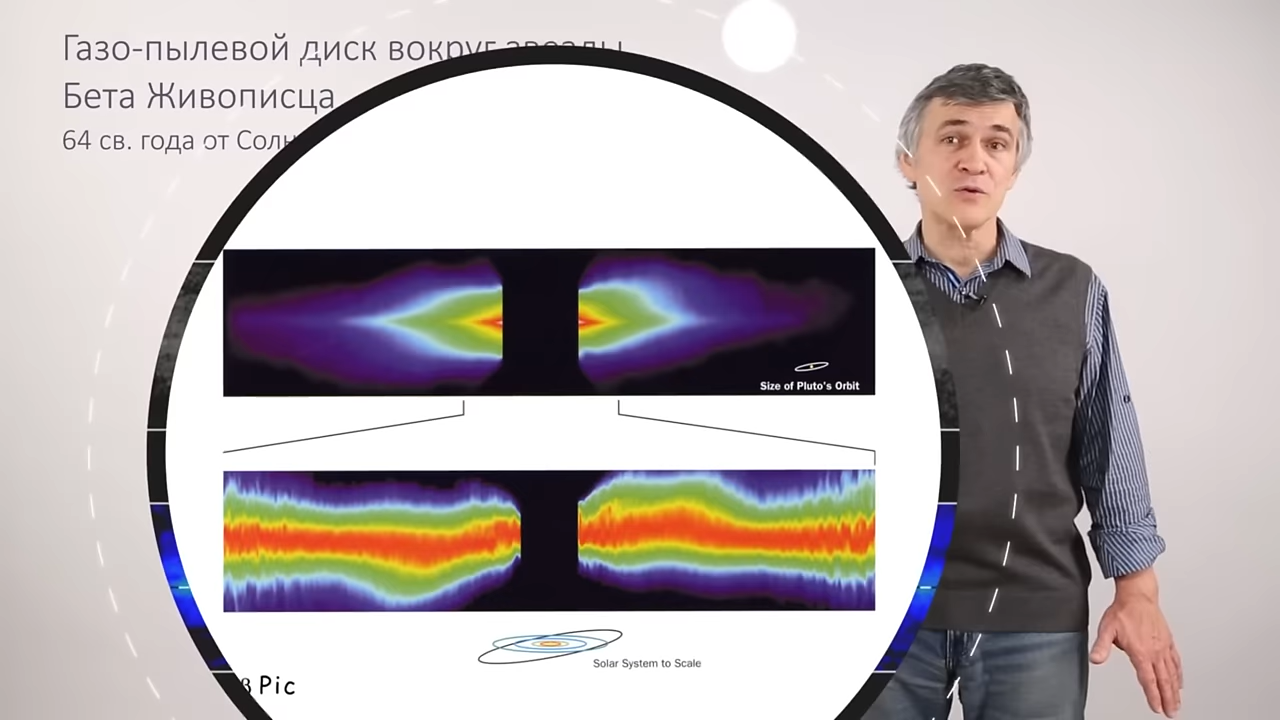 Газо-пылевой диск вокруг звезды
Бета Живописца
64 св. года от
Size of Pluto's Orbit
Solar System to Scale
β Pic